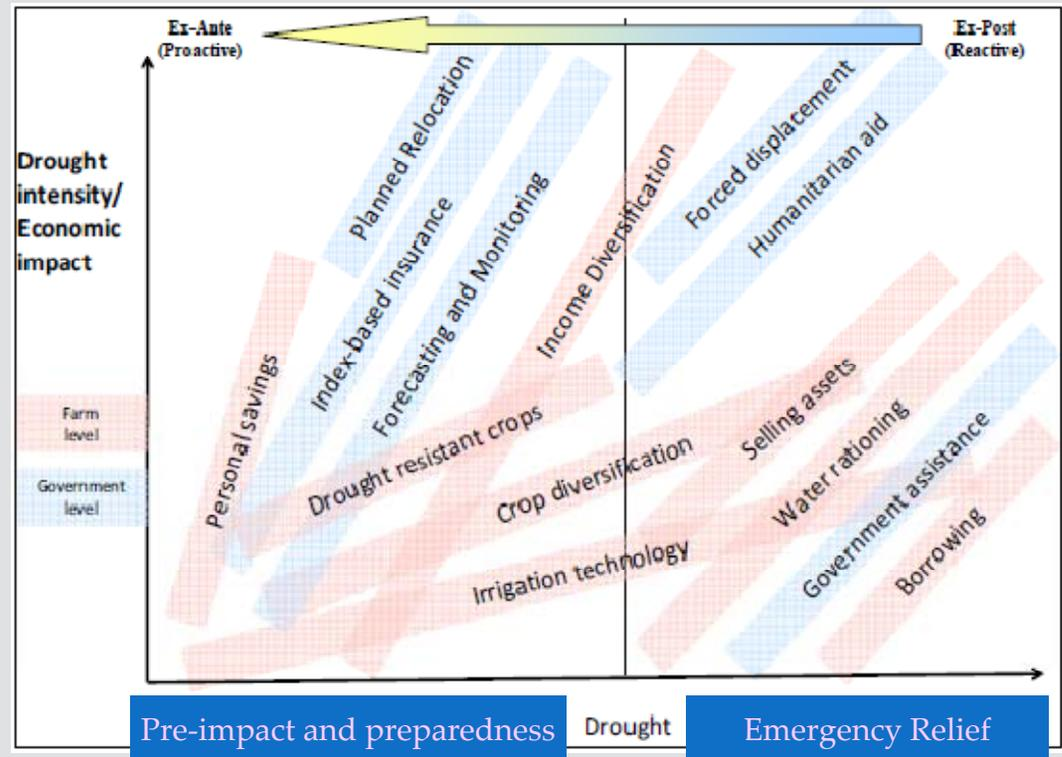 Ex-Ante
(Proactive)
Ex-Post
(Reactive)
Drought
intensity/
Economic
impact
Farm
level
Government
level
Personal savings
Planned Relocation
Index-based insurance
Forecasting and Monitoring
Income Diversification
Forced displacement
Humanitarian aid
Drought resistant crops
Crop diversification
Irrigation technology
Selling assets
Water rationing
Government assistance
Borrowing
Pre-impact and preparedness
Drought
Emergency Relief